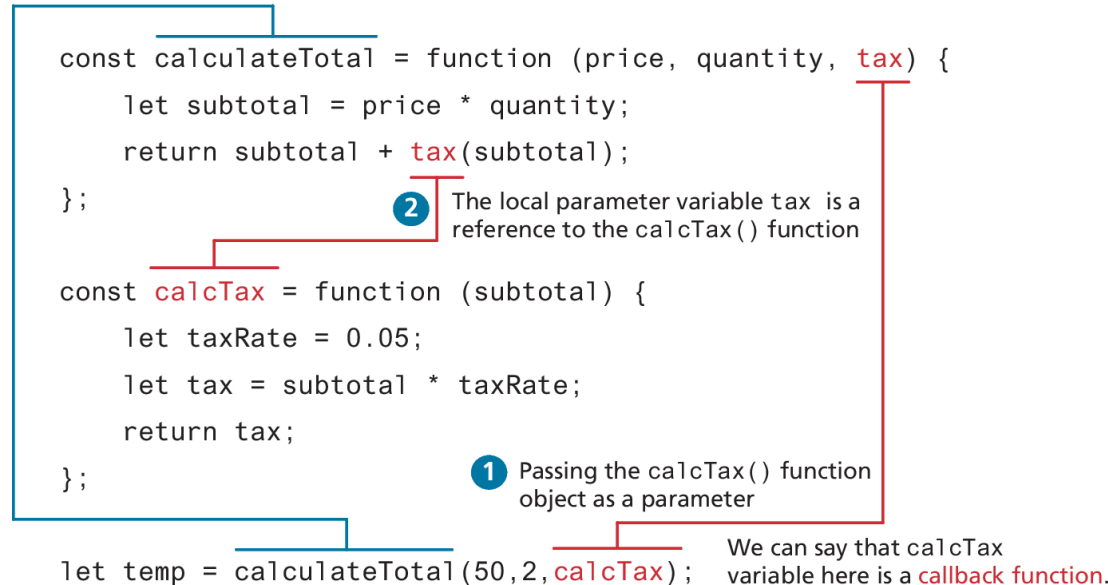 const calculateTotal = function (price, quantity, tax) {
let subtotal = price * quantity;
return subtotal + tax(subtotal);
};
2 The local parameter variable tax is a
reference to the calcTax() function
const calcTax = function (subtotal) {
let taxRate = 0.05;
let tax = subtotal * taxRate;
return tax;
};
1 Passing the calcTax() function
object as a parameter
let temp = calculateTotal(50,2,calcTax);
We can say that calcTax
variable here is a callback function